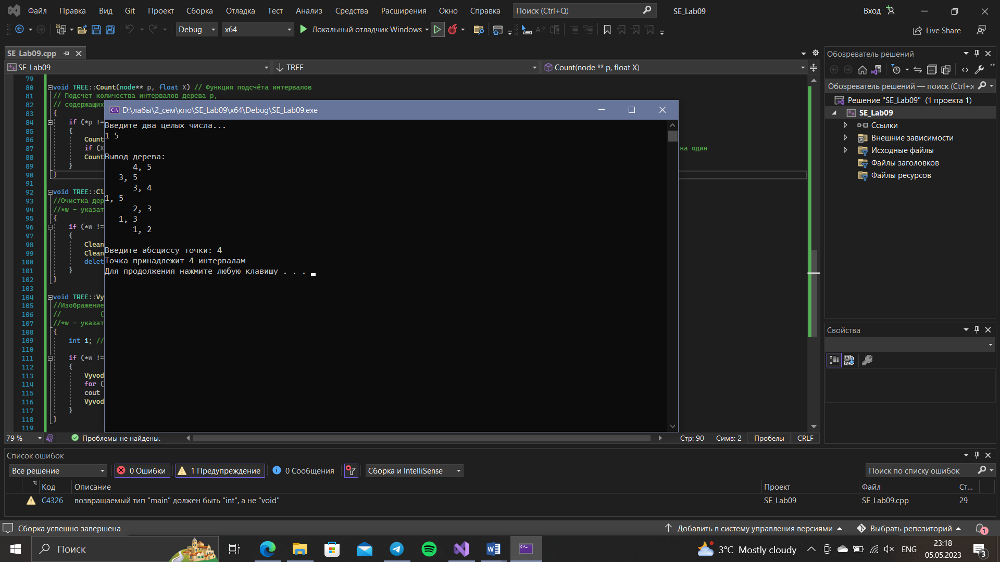 Файл Правка Вид Git Проект Сборка Отладка Тест Анализ Средства Расширения Окно Справка Поиск (Ctrl+Q) SE_Lab09 Вход
Debug x64 Локальный отладчик Windows Live Share
SE_Lab09.cpp
SE_Lab09 TREE Count(node ** p, float X)
79
80 void TREE::Count(node** p, float X) // Функция подсчёта интервалов
81 // Подсчет количества интервалов дерева p,
82 // содержащих
83 {
84 if (*p !=
85 {
86 Count
87 if (X на один
88 Count
89 }
90 }
91
92 void TREE::Cl
93 //Очистка дер
94 //*w – указат
95 {
96 if (*w !=
97 {
98 Clean
99 Clean
100 delet
101 }
102 }
103
104 void TREE::Vy
105 //Изображение
106 // (
107 //*w – указат
108 {
109 int i; //
110
111 if (*w !=
112 {
113 Vyvod
114 for (
115 cout
116 Vyvod
117 }
118 }
119
D:\лабы\2_сем\кпо\SE_Lab09\x64\Debug\SE_Lab09.exe
Введите два целых числа...
1 5
Вывод дерева:
4, 5
3, 5
3, 4
1, 5
2, 3
1, 3
1, 2
Введите абсциссу точки: 4
Точка принадлежит 4 интервалам
Для продолжения нажмите любую клавишу . . .
79 % Проблемы не найдены. Стр: 90 Симв: 2 Пробелы CRLF
Обозреватель решений
Обозреватель решений — поиск (Ctrl+ж
Решение "SE_Lab09" (1 проекта 1)
SE_Lab09
Ссылки
Внешние зависимости
Исходные файлы
Файлы заголовков
Файлы ресурсов
Свойства
Список ошибок
Все решение 0 Ошибки 1 Предупреждение 0 Сообщения Сборка и IntelliSense Поиск по списку ошибок
Код Описание Проект Файл Ст...
C4326 возвращаемый тип "main" должен быть "int", а не "void" SE_Lab09 SE_Lab09.cpp 29
Сборка успешно завершена Добавить в систему управления версиями Выбрать репозиторий 1
Поиск 3°C Mostly cloudy ENG 23:18
05.05.2023 3